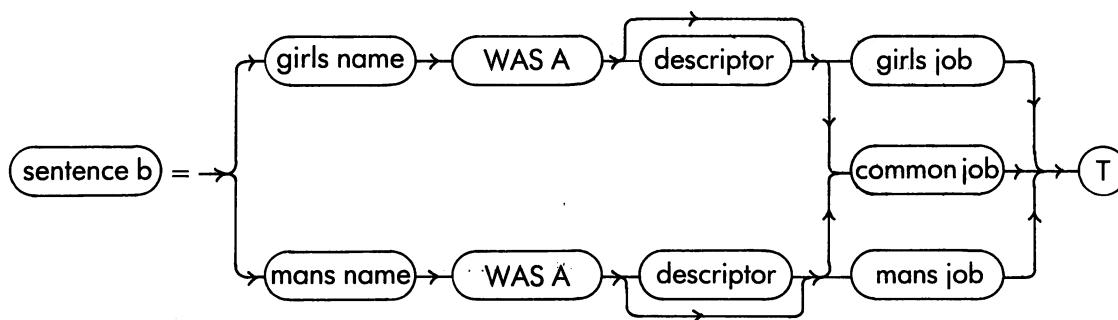 girls name WAS A descriptor girls job
sentence b = common job T
mans name WAS A descriptor mans job